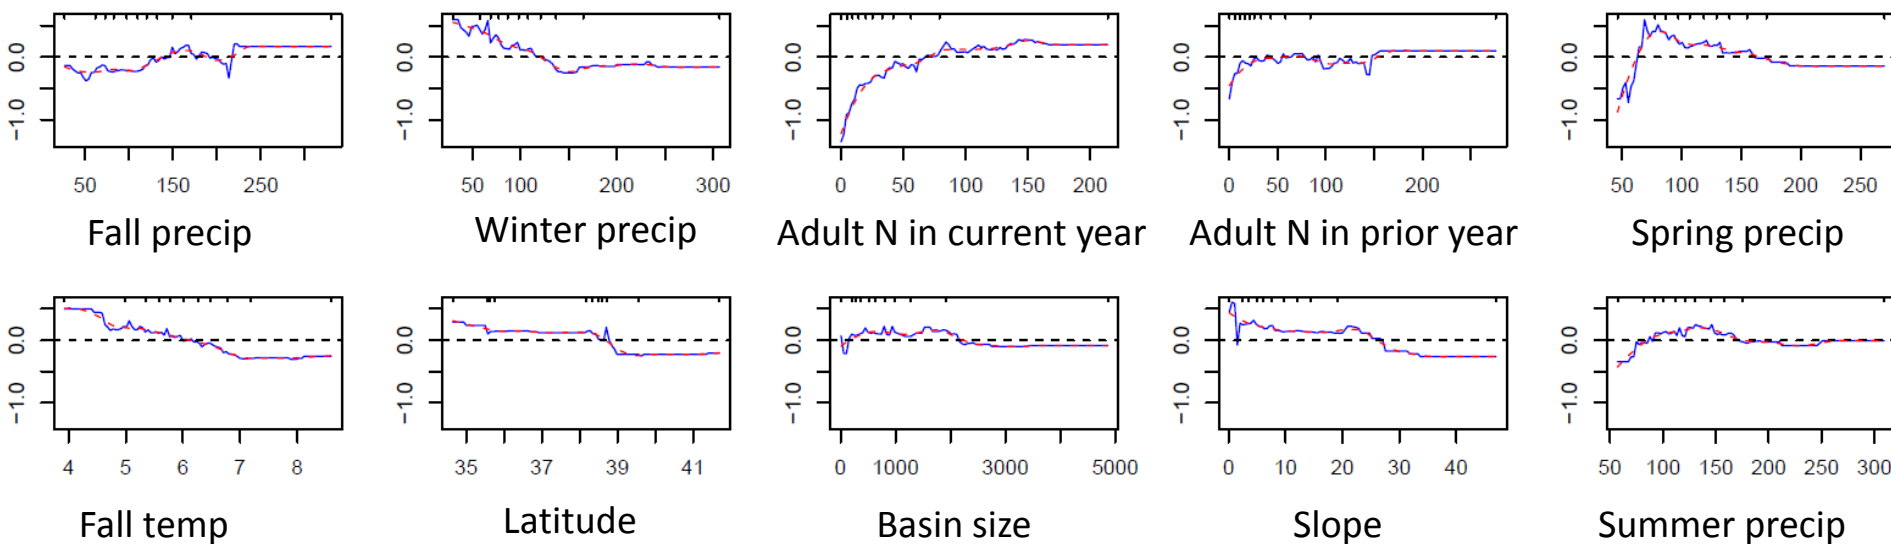 0.0
-1.0
50 150 250
Fall precip
0.0
-1.0
50 100 200 300
Winter precip
0.0
-1.0
0 50 100 150 200
Adult N in current year
0.0
-1.0
0 50 100 200
Adult N in prior year
0.0
-1.0
50 100 150 200 250
Spring precip
0.0
-1.0
4 5 6 7 8
Fall temp
0.0
-1.0
35 37 39 41
Latitude
0.0
-1.0
0 1000 3000 5000
Basin size
0.0
-1.0
0 10 20 30 40
Slope
0.0
-1.0
50 100 150 200 250 300
Summer precip